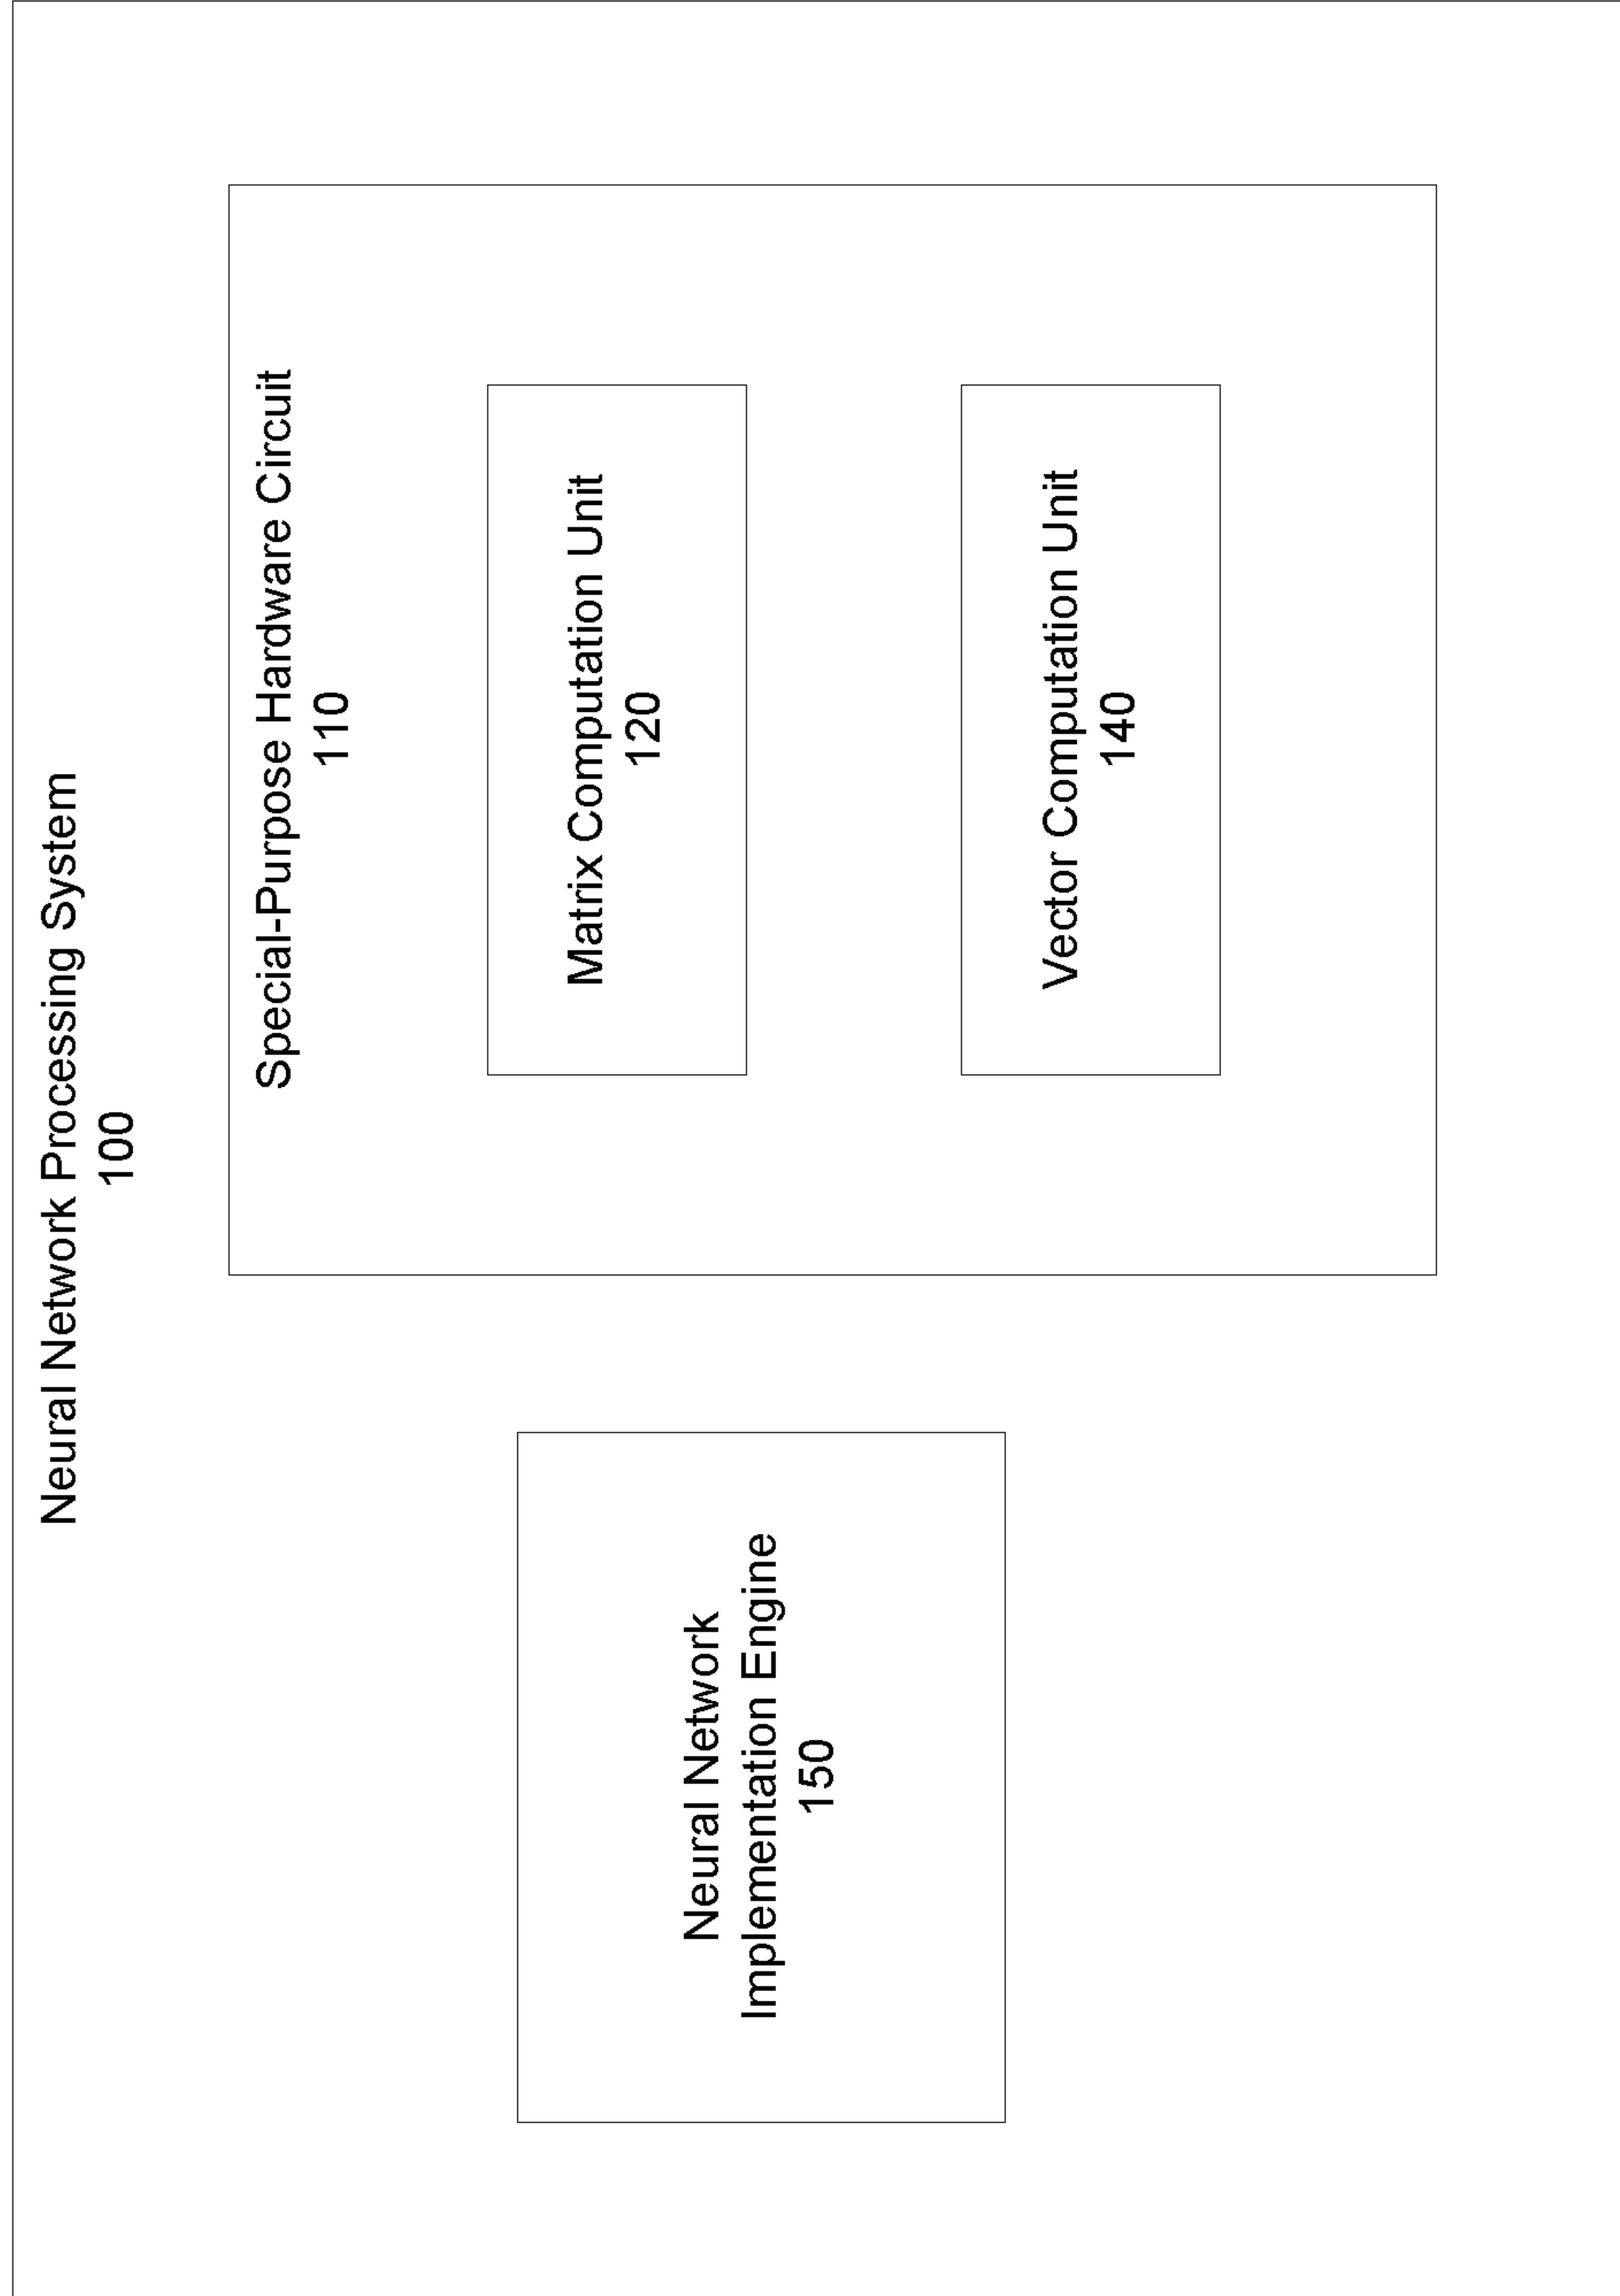 Neural Network Processing System
100
Neural Network
Implementation Engine
150
Special-Purpose Hardware Circuit
110
Matrix Computation Unit
120
Vector Computation Unit
140